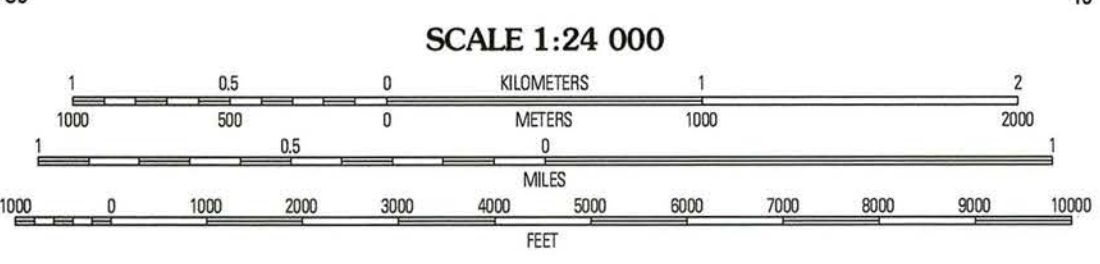 SCALE 1:24 000
1 0.5 0 KILOMETERS 1 2
1000 500 0 METERS 1000 2000
1 0.5 0 1
MILES
1000 0 1000 2000 3000 4000 5000 6000 7000 8000 9000 10000
FEET